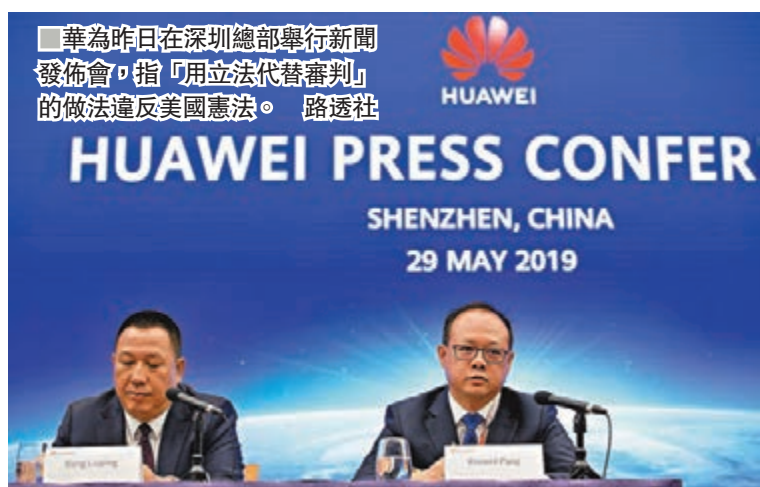 ■華為昨日在深圳總部舉行新聞
發佈會，指「用立法代替審判」
的做法違反美國憲法。 路透社
HUAWEI
HUAWEI PRESS CONFER
SHENZHEN, CHINA
29 MAY 2019
Song Liuping
Vincent Pang